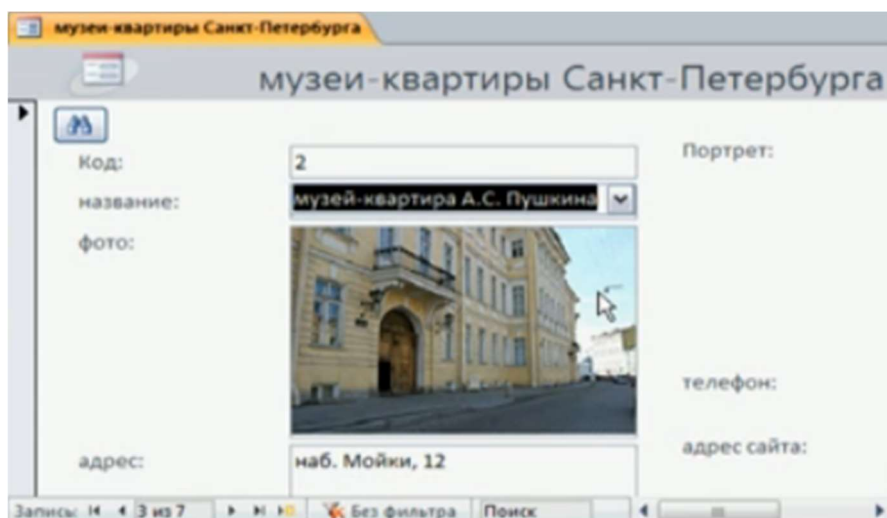 музеи-квартиры Санкт-Петербурга
музеи-квартиры Санкт-Петербурга
Код:
2
Портрет:
название:
музей-квартира А.С. Пушкина
фото:
телефон:
адрес:
наб. Мойки, 12
адрес сайта:
Запись: 3 из 7 Без фильтра Поиск